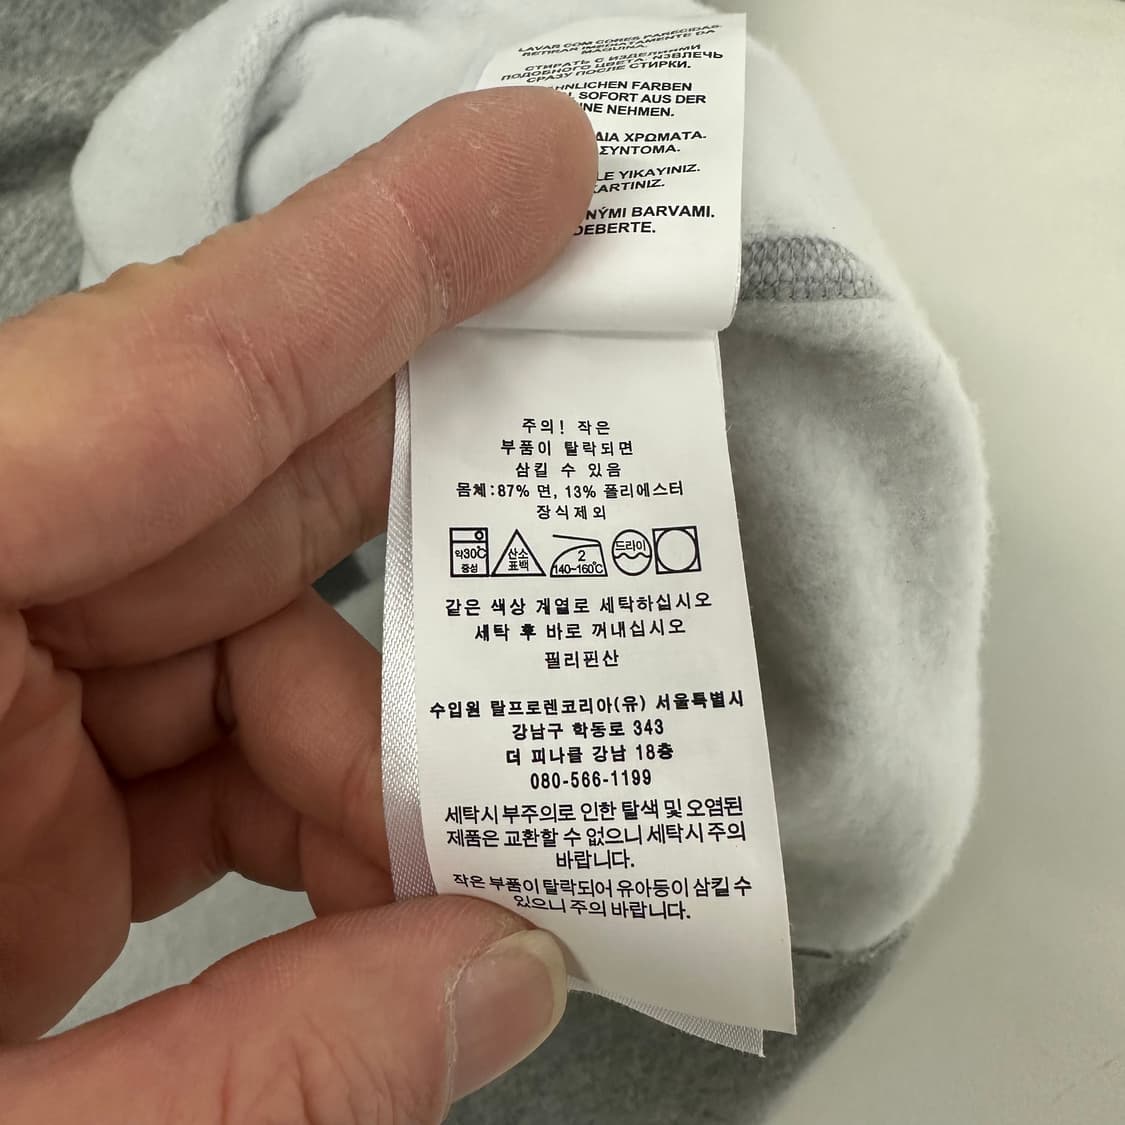 LAVAR COM CORES PARECIDAS.
RETIRAR IMEDIATAMENTE DA
MAQUINA.
СТИРАТЬ С ИЗДЕЛИЯМИ
ПОДОБНОГО ЦВЕТА. ИЗВЛЕЧЬ
СРАЗУ ПОСЛЕ СТИРКИ.
ÄHNLICHEN FARBEN
SOFORT AUS DER
NEHMEN.
ΧΡΩΜΑΤΑ.
ΣΥΝΤΟΜΑ.
YIKAYINIZ.
BARVAMI.
주의! 작은
부품이 탈락되면
삼킬 수 있음
몸체:87% 면, 13% 폴리에스터
장식제외
약30℃
중성
산소
표백
2
140~160℃
드라이
같은 색상 계열로 세탁하십시오
세탁 후 바로 꺼내십시오
필리핀산
수입원 랄프로렌코리아(유) 서울특별시
강남구 학동로 343
더 피나클 강남 18층
080-566-1199
세탁시 부주의로 인한 탈색 및 오염된
제품은 교환할 수 없으니 세탁시 주의
바랍니다.
작은 부품이 탈락되어 유아등이 삼킬 수
있으니 주의 바랍니다.